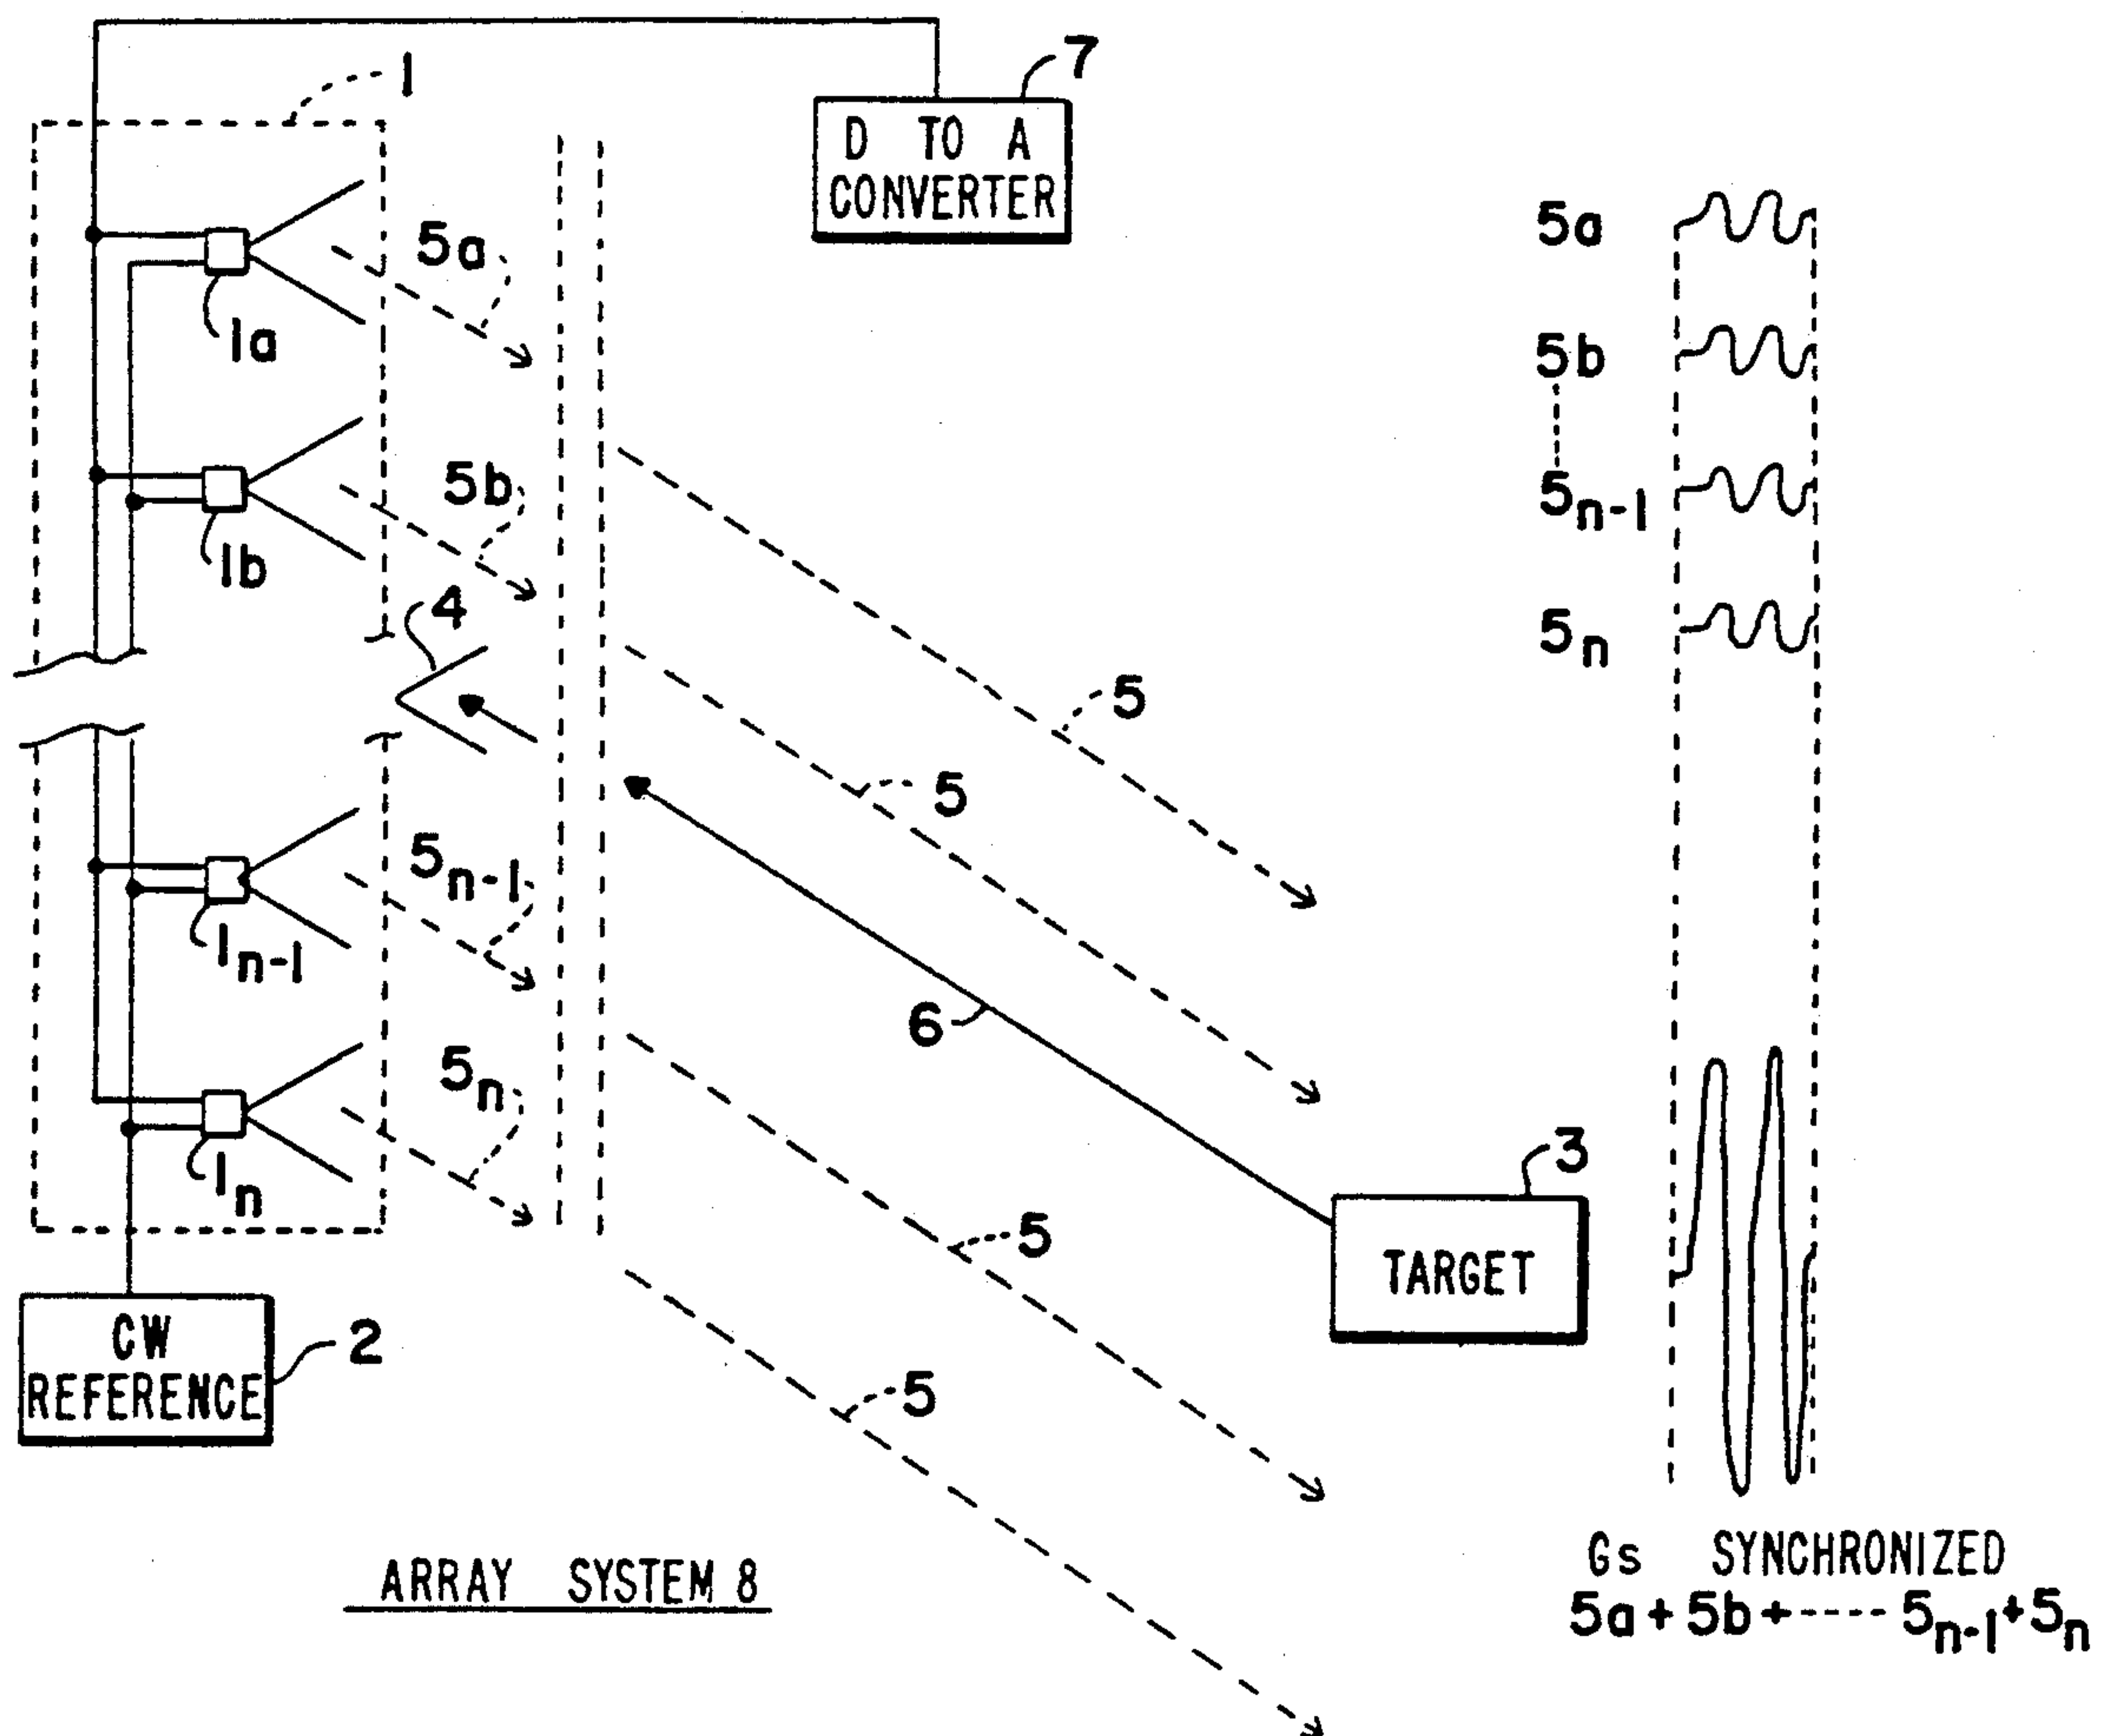 1
7
D TO A
CONVERTER
5a
1a
5b
1b
4
5
5
5n-1
1n-1
6
5n
1n
5
3
TARGET
CW
REFERENCE
2
5
5a
5b
5n-1
5n
Gs SYNCHRONIZED
5a + 5b + ---- 5n-1 + 5n
ARRAY SYSTEM 8